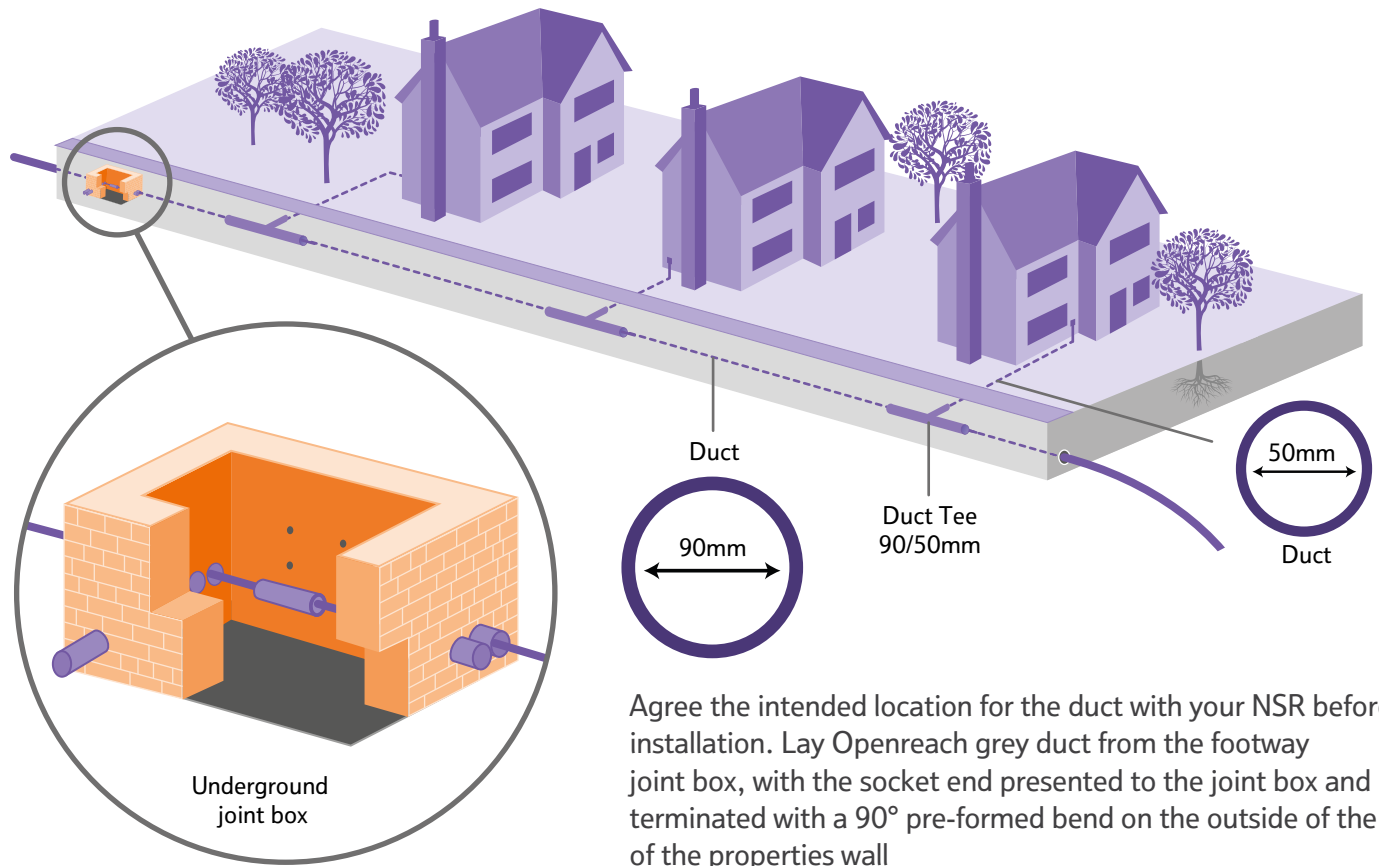 Duct
90mm
Duct Tee
90/50mm
50mm
Duct
Underground
joint box
Agree the intended location for the duct with your NSR befor
installation. Lay Openreach grey duct from the footway
joint box, with the socket end presented to the joint box and
terminated with a 90° pre-formed bend on the outside of the
of the properties wall